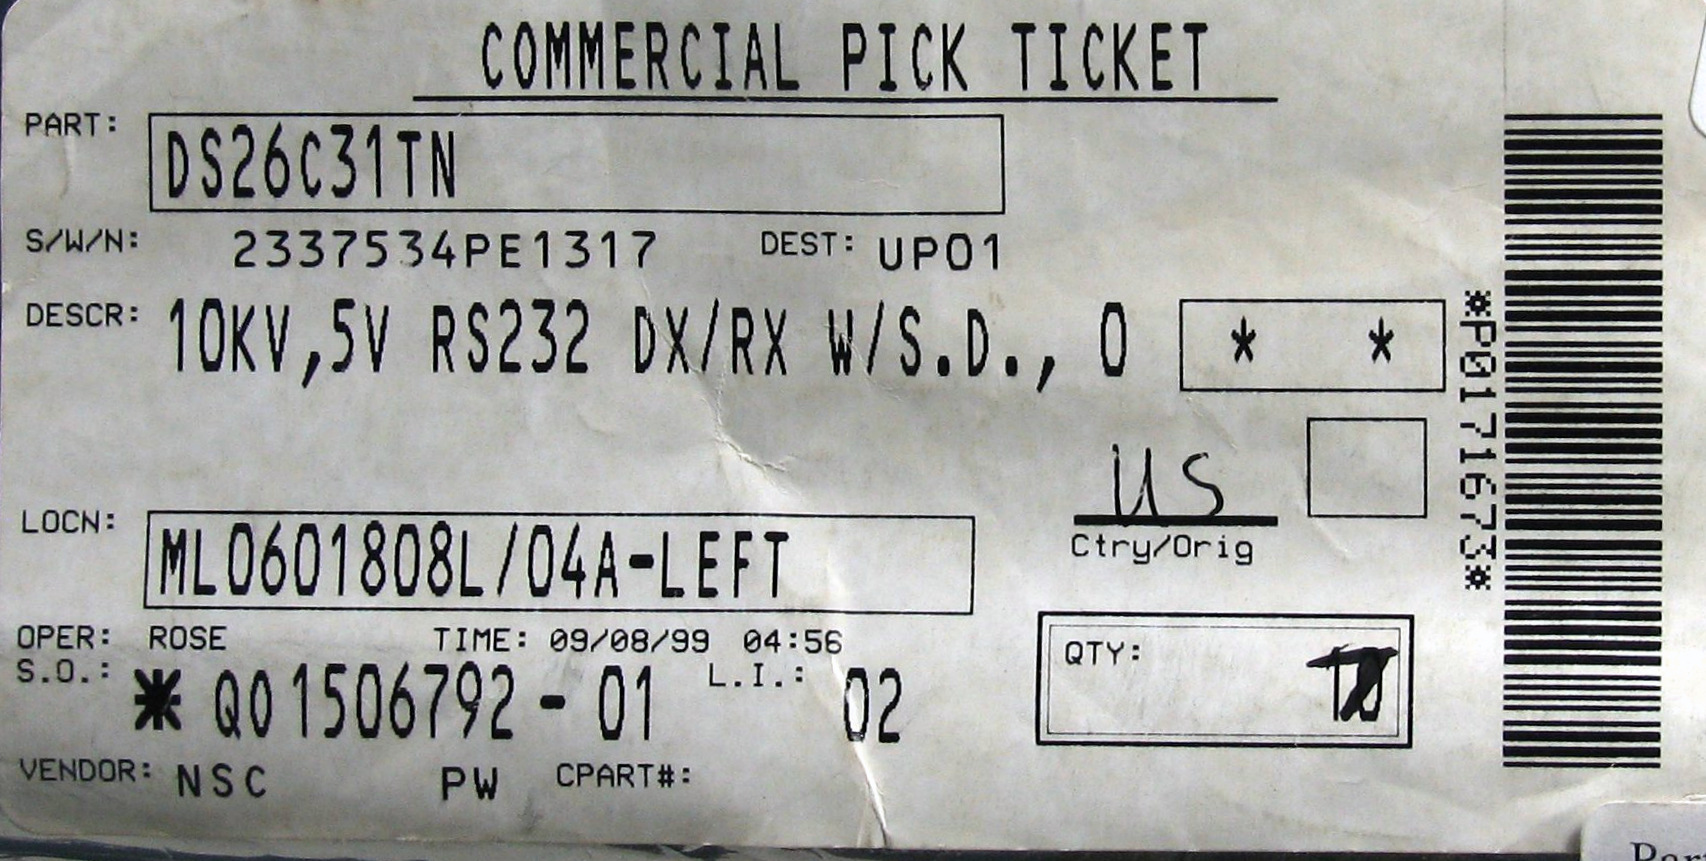 COMMERCIAL PICK TICKET
PART: DS26C31TN
S/W/N: 2337534PE1317 DEST: UP01
DESCR: 10KV,5V RS232 DX/RX W/S.D., 0 * *
*P0171673*
US
Ctry/Orig
LOCN: ML0601808L/04A-LEFT
OPER: ROSE TIME: 09/08/99 04:56
S.O.: * Q01506792-01 L.I.: 02
QTY:
VENDOR: NSC PW CPART#: